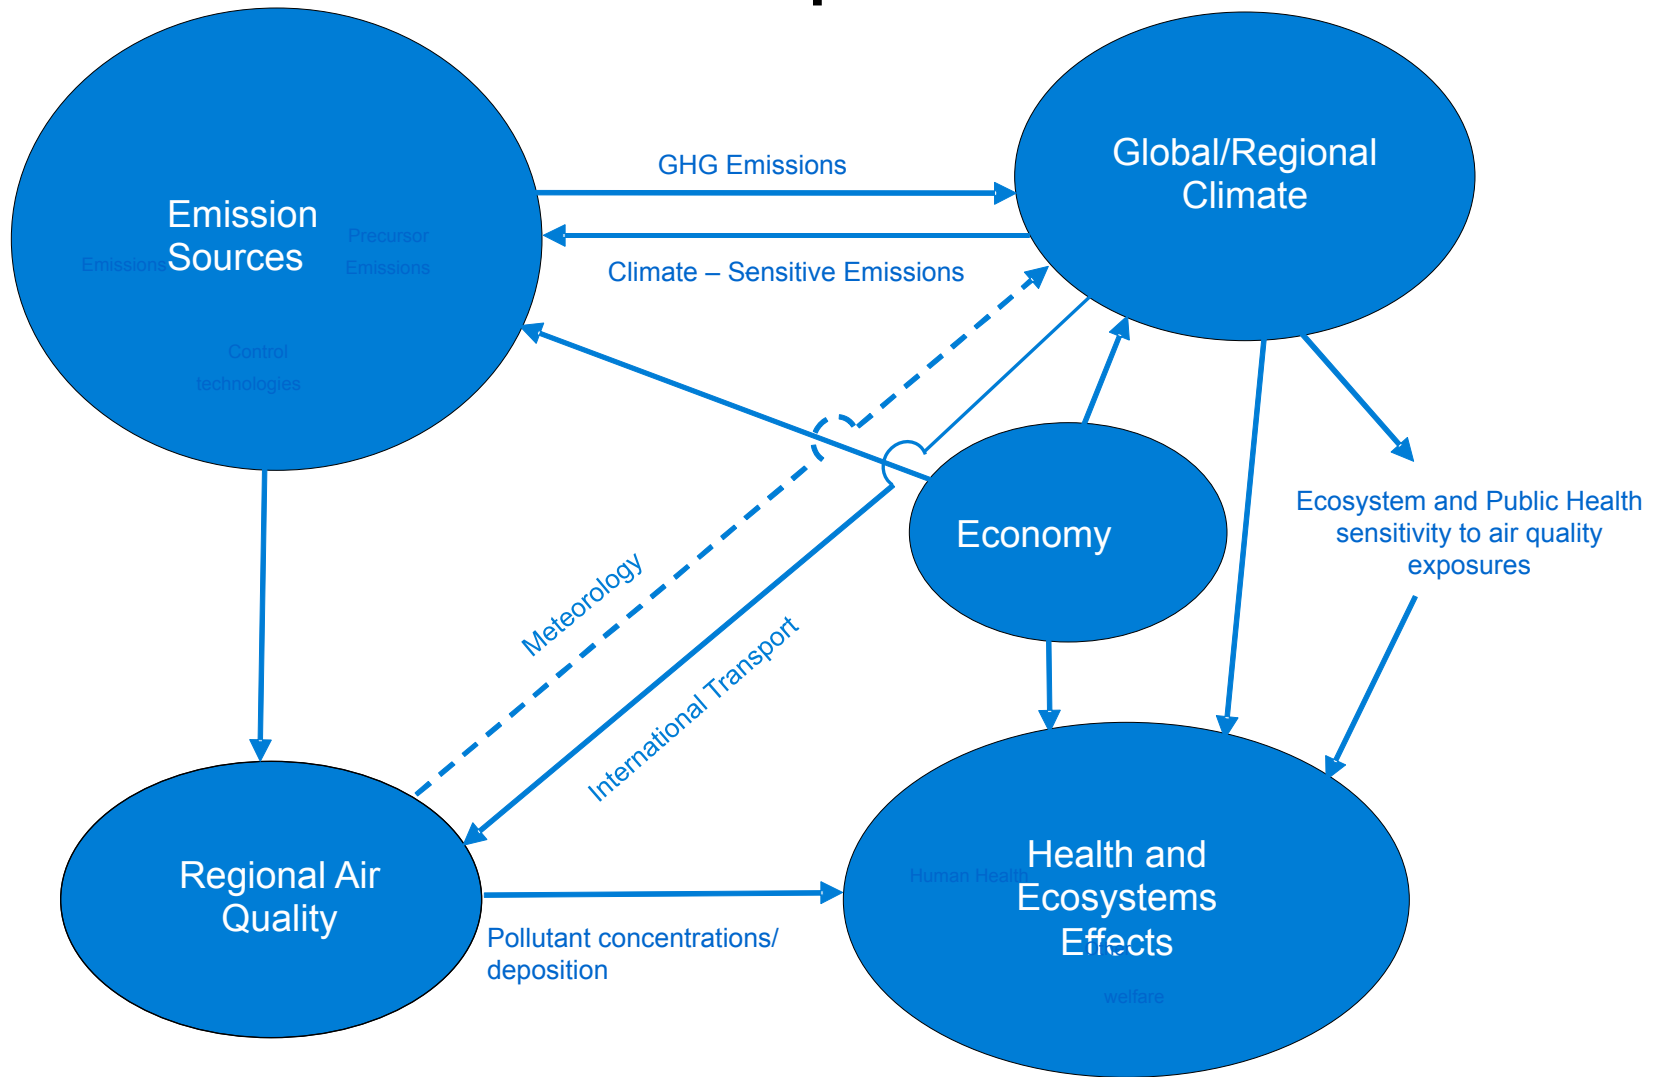 GHG Emissions
Global/Regional
Climate
Emission
Sources
Precursor
Emissions
Emissions
Climate – Sensitive Emissions
Control
technologies
Economy
Ecosystem and Public Health
sensitivity to air quality
exposures
Meteorology
International Transport
Regional Air
Quality
Pollutant concentrations/
deposition
Human Health
Health and
Ecosystems
Effects
welfare